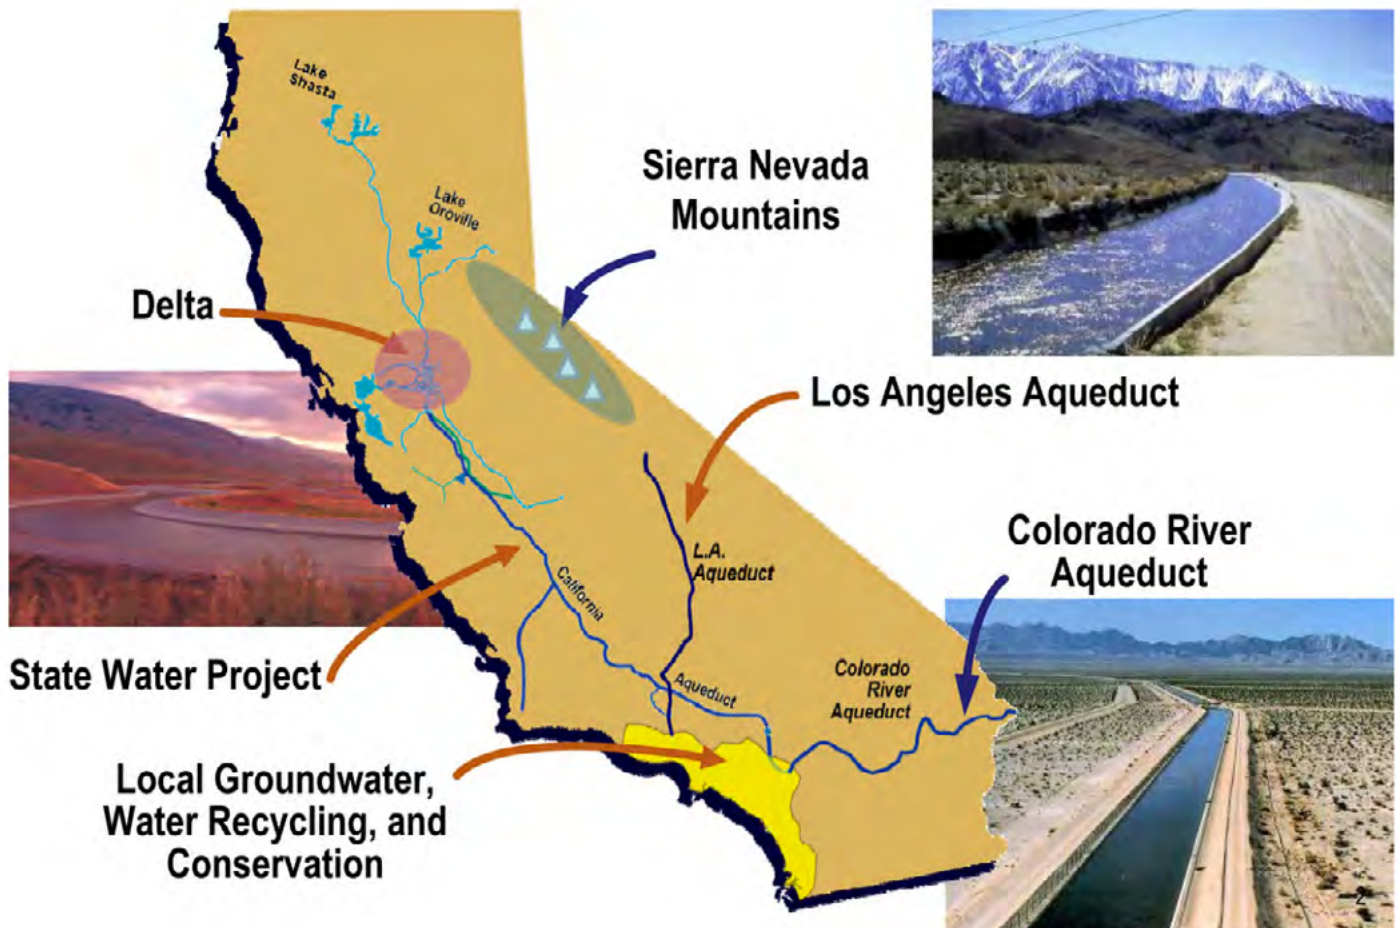 Lake
Shasta
Lake
Oroville
Sierra Nevada
Mountains
Delta
Los Angeles Aqueduct
L.A.
Aqueduct
Colorado River
Aqueduct
California
Aqueduct
State Water Project
Colorado
River
Aqueduct
Local Groundwater,
Water Recycling, and
Conservation
2